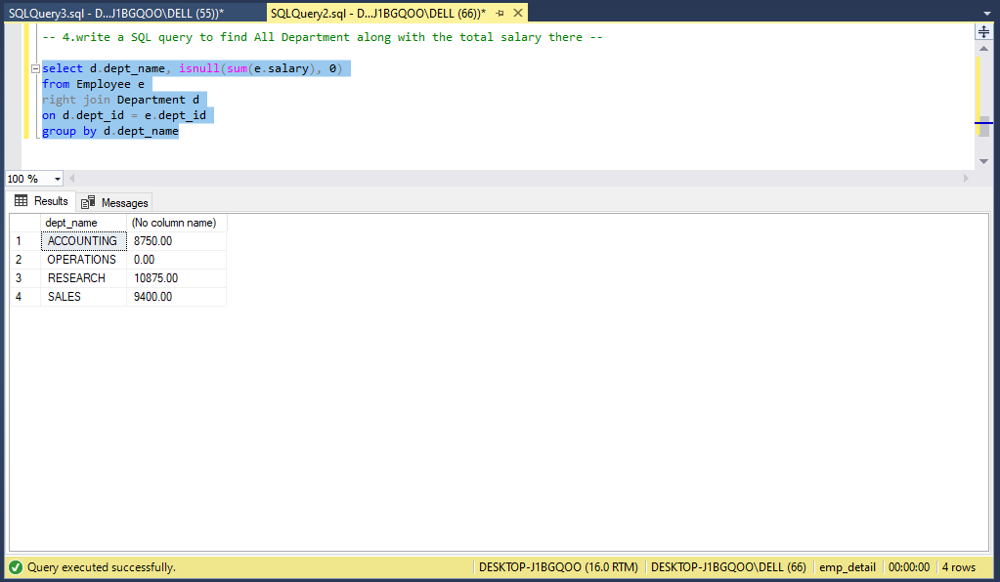 SQLQuery3.sql - D...J1BGQOO\DELL (55))* SQLQuery2.sql - D...J1BGQOO\DELL (66))*
-- 4.write a SQL query to find All Department along with the total salary there --
select d.dept_name, isnull(sum(e.salary), 0)
from Employee e
right join Department d
on d.dept_id = e.dept_id
group by d.dept_name
100 %
Results Messages
dept_name (No column name)
1 ACCOUNTING 8750.00
2 OPERATIONS 0.00
3 RESEARCH 10875.00
4 SALES 9400.00
Query executed successfully. DESKTOP-J1BGQOO (16.0 RTM) DESKTOP-J1BGQOO\DELL (66) emp_detail 00:00:00 4 rows